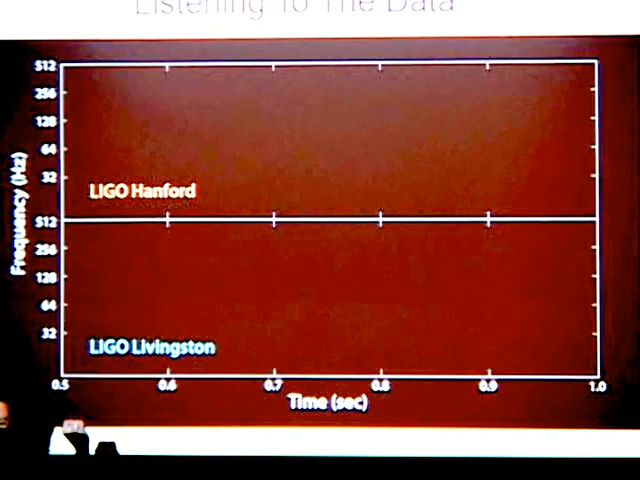 Listening To The Data
512
256
128
64
32
LIGO Hanford
512
256
128
64
32
LIGO Livingston
Frequency (Hz)
0.5 0.6 0.7 0.8 0.9 1.0
Time (sec)